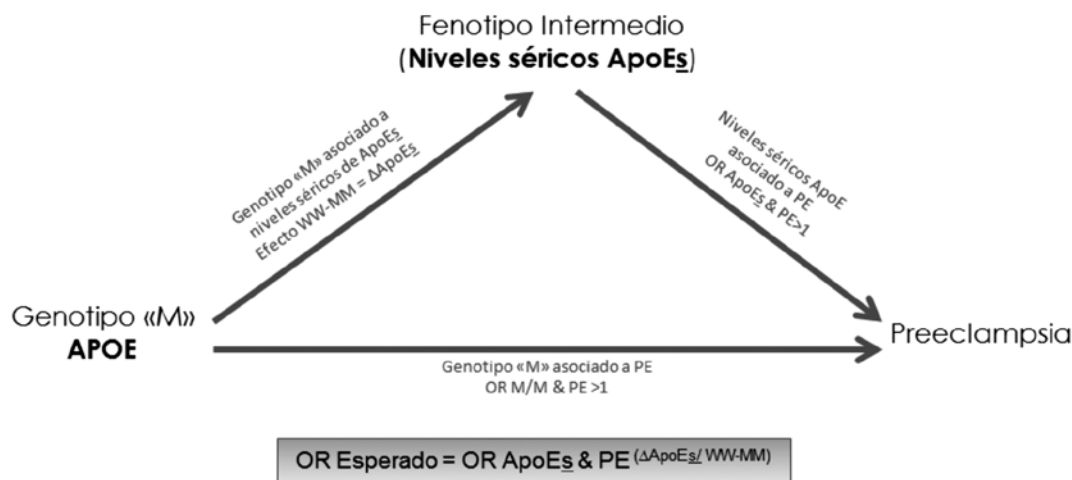 Fenotipo Intermedio
(Niveles séricos ApoEs)
Genotipo «M» asociado a
niveles séricos de ApoEs
Efecto WW-MM = ΔApoEs
Niveles séricos ApoE
asociado a PE
OR ApoEs & PE>1
Genotipo «M»
APOE
Preeclampsia
Genotipo «M» asociado a PE
OR M/M & PE >1
OR Esperado = OR ApoEs & PE (ΔApoEs/ WW-MM)